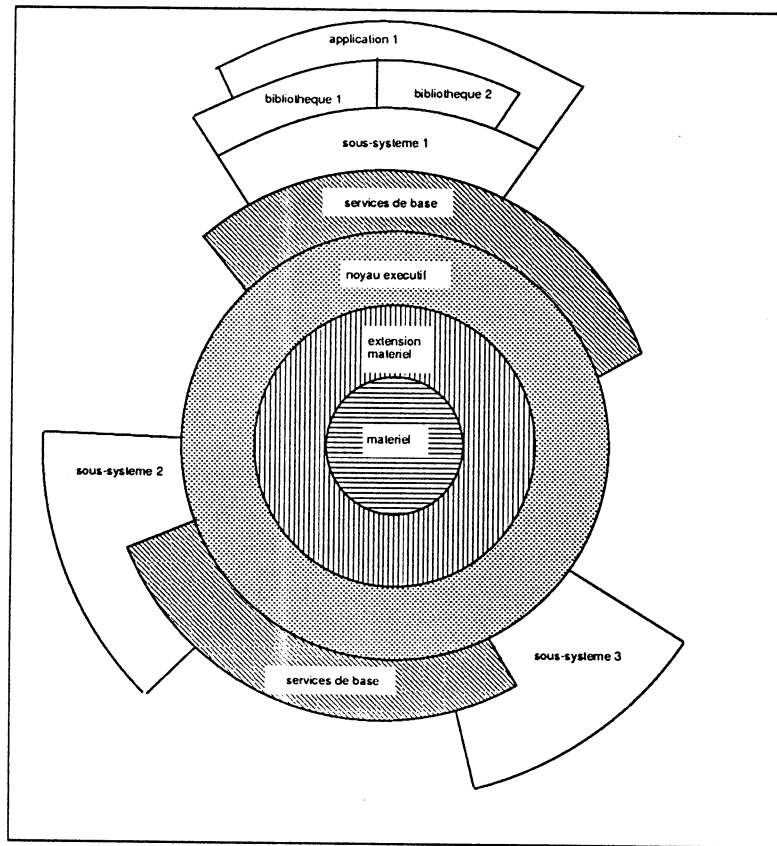 application 1
bibliotheque 1
bibliotheque 2
sous-système 1
services de base
noyau executif
extension
materiel
materiel
sous-systeme 2
sous-systeme 3
services de base